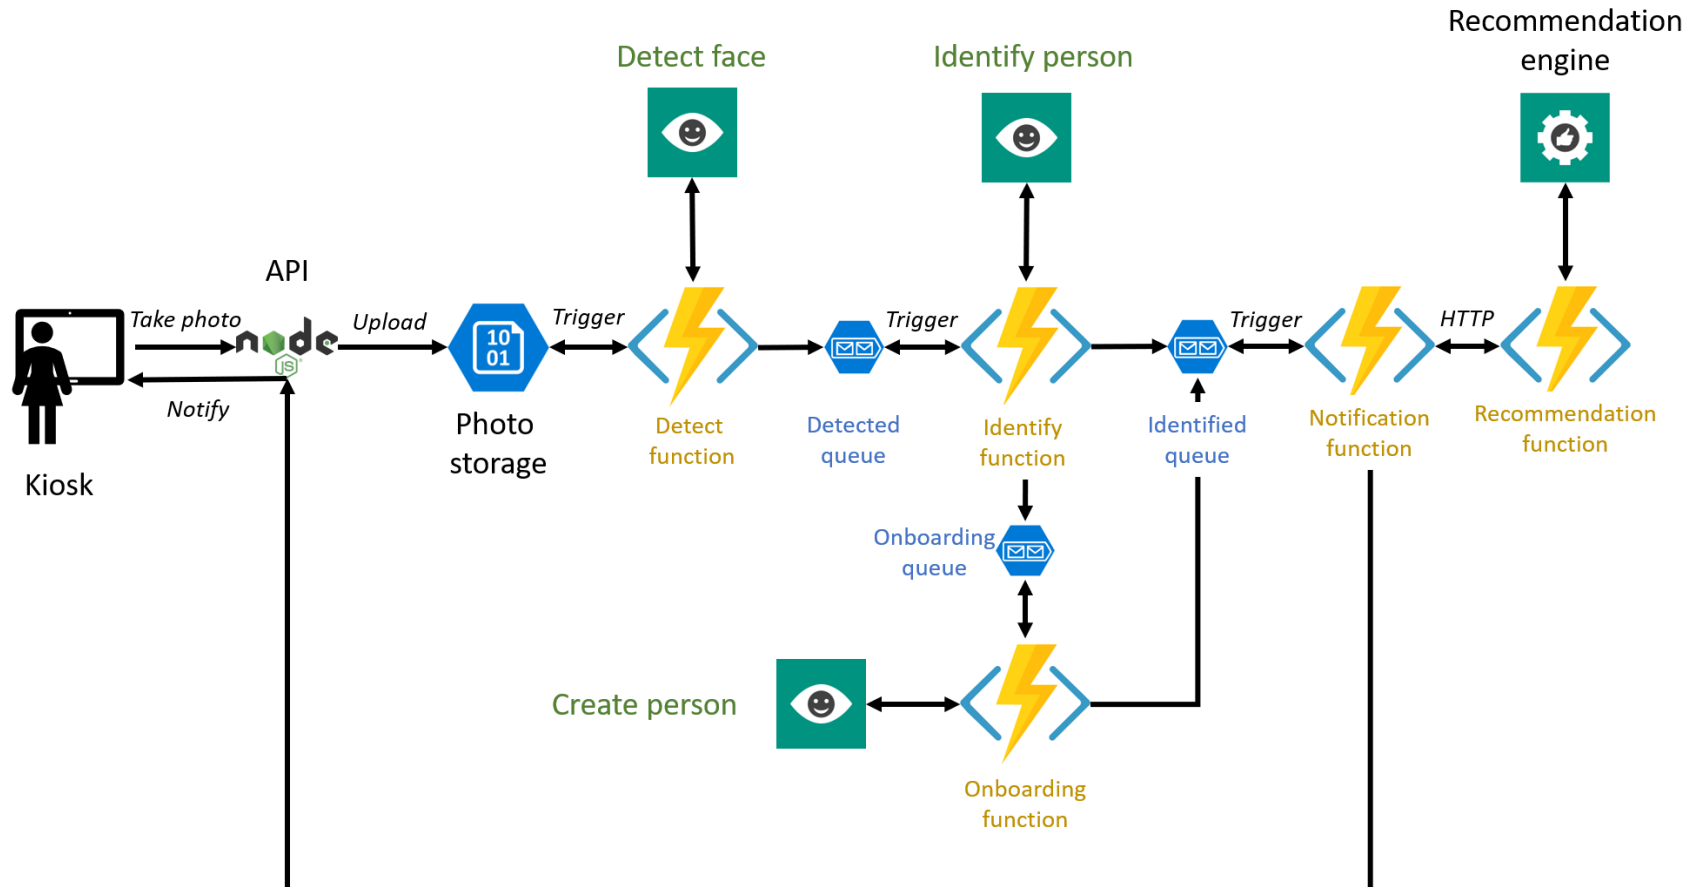 Recommendation
engine
Detect face
Identify person
API
Take photo
node
JS
Upload
10
01
Trigger
Trigger
Trigger
HTTP
Notify
Kiosk
Photo
storage
Detect
function
Detected
queue
Identify
function
Identified
queue
Notification
function
Recommendation
function
Onboarding
queue
Create person
Onboarding
function